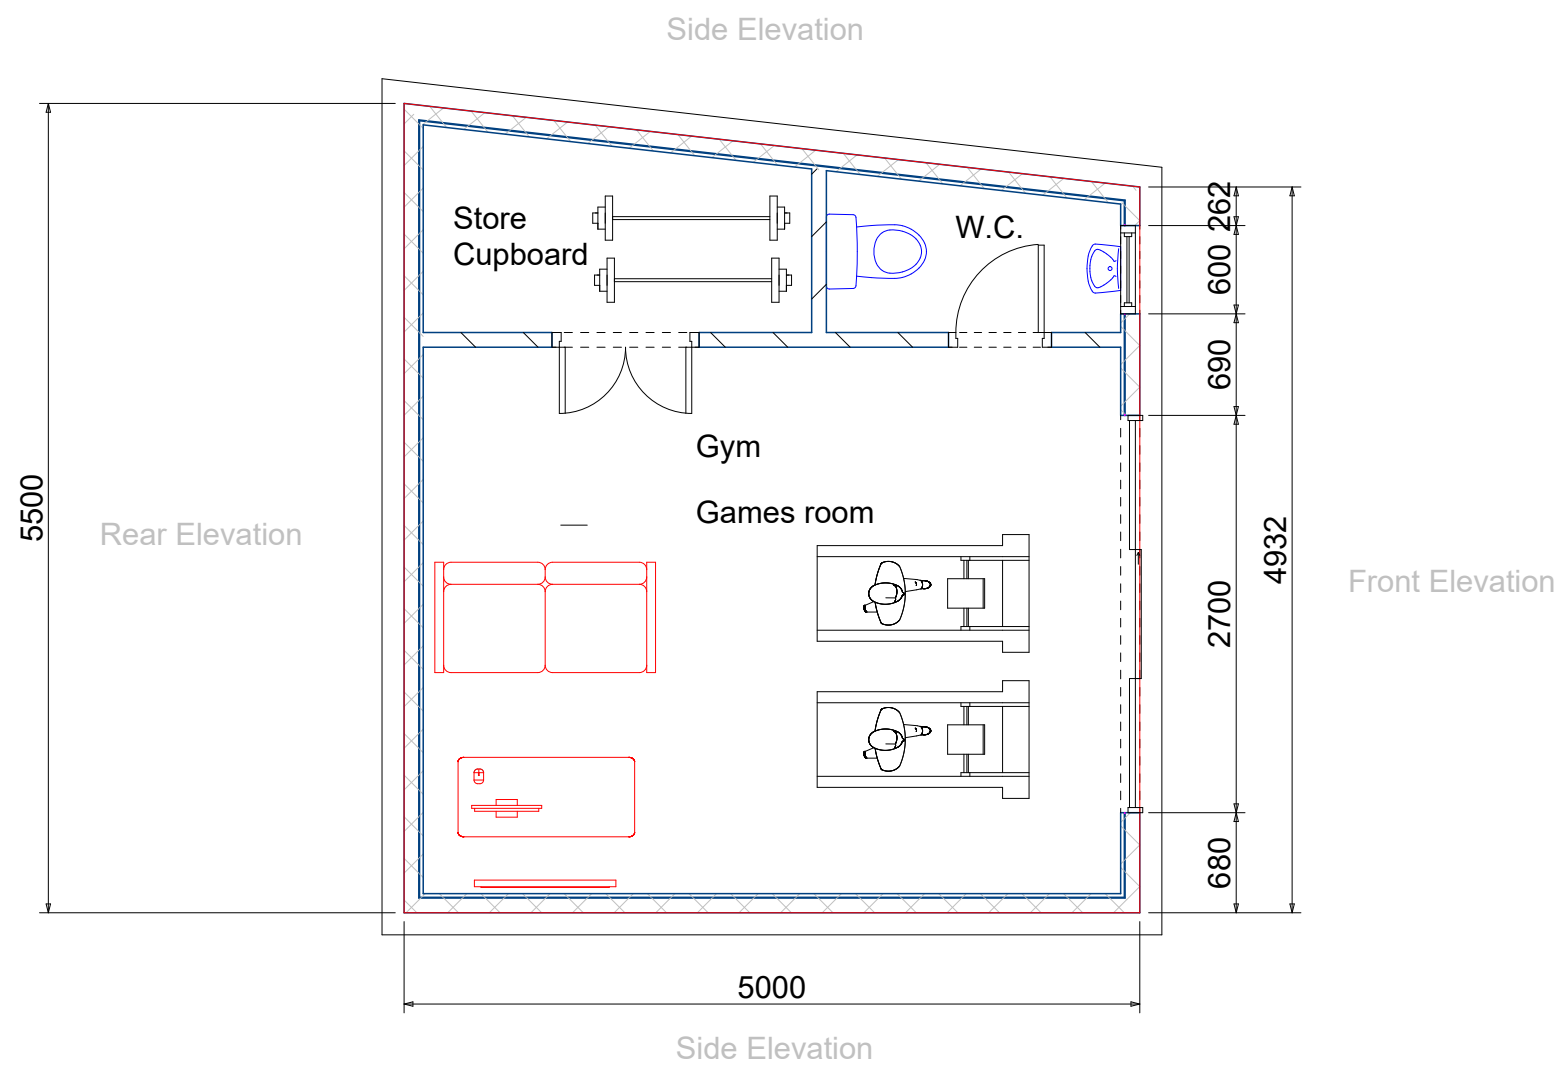 Side Elevation
Store
Cupboard
W.C.
262
600
690
Gym
Games room
5500
Rear Elevation
4932
Front Elevation
2700
680
5000
Side Elevation